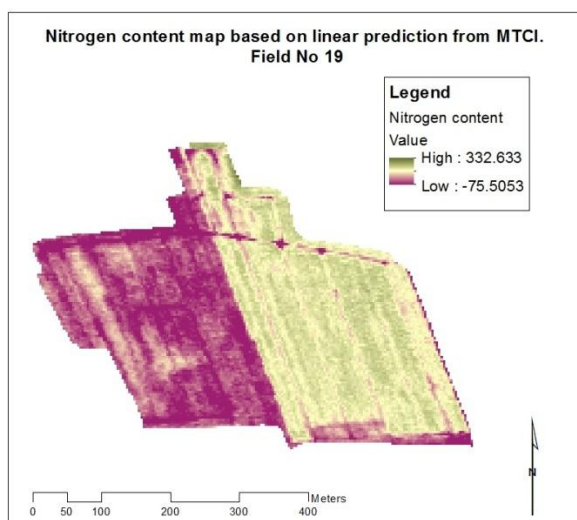 Nitrogen content map based on linear prediction from MTCI.
Field No 19
Legend
Nitrogen content
Value
High : 332.633
Low : -75.5053
N
0 50 100 200 300 400
Meters